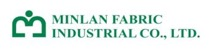 MINLAN FABRIC
INDUSTRIAL CO., LTD.